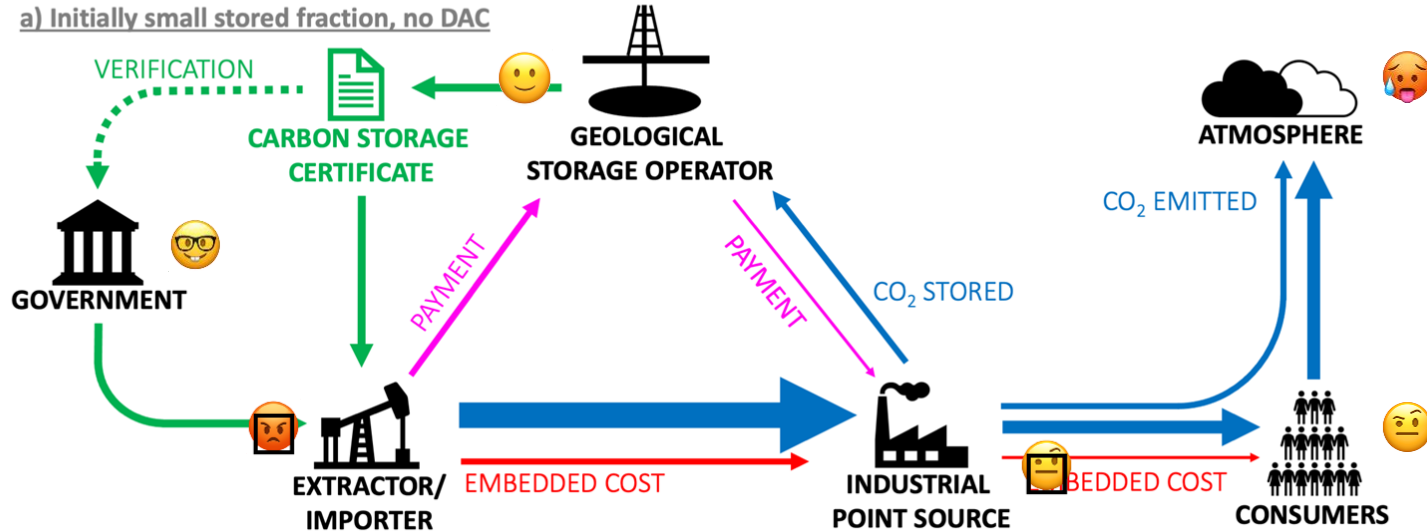 a) Initially small stored fraction, no DAC
VERIFICATION
CARBON STORAGE
CERTIFICATE
GEOLOGICAL
STORAGE OPERATOR
ATMOSPHERE
CO₂ EMITTED
GOVERNMENT
PAYMENT
PAYMENT
CO₂ STORED
EXTRACTOR/
IMPORTER
EMBEDDED COST
INDUSTRIAL
POINT SOURCE
BEDDED COST
CONSUMERS